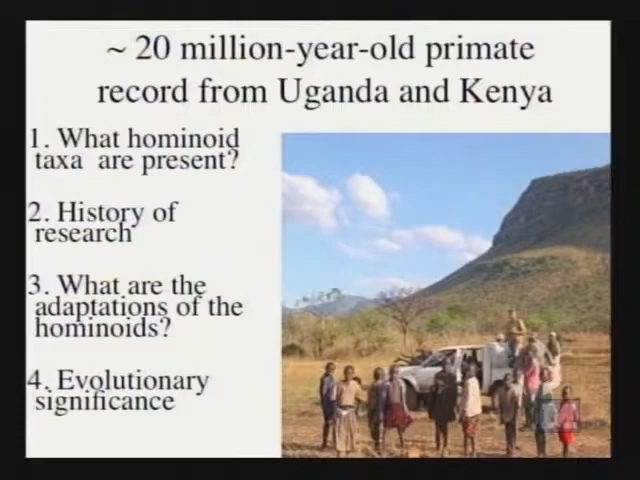 ~ 20 million-year-old primate
record from Uganda and Kenya
1. What hominoid
taxa are present?
2. History of
research
3. What are the
adaptations of the
hominoids?
4. Evolutionary
significance